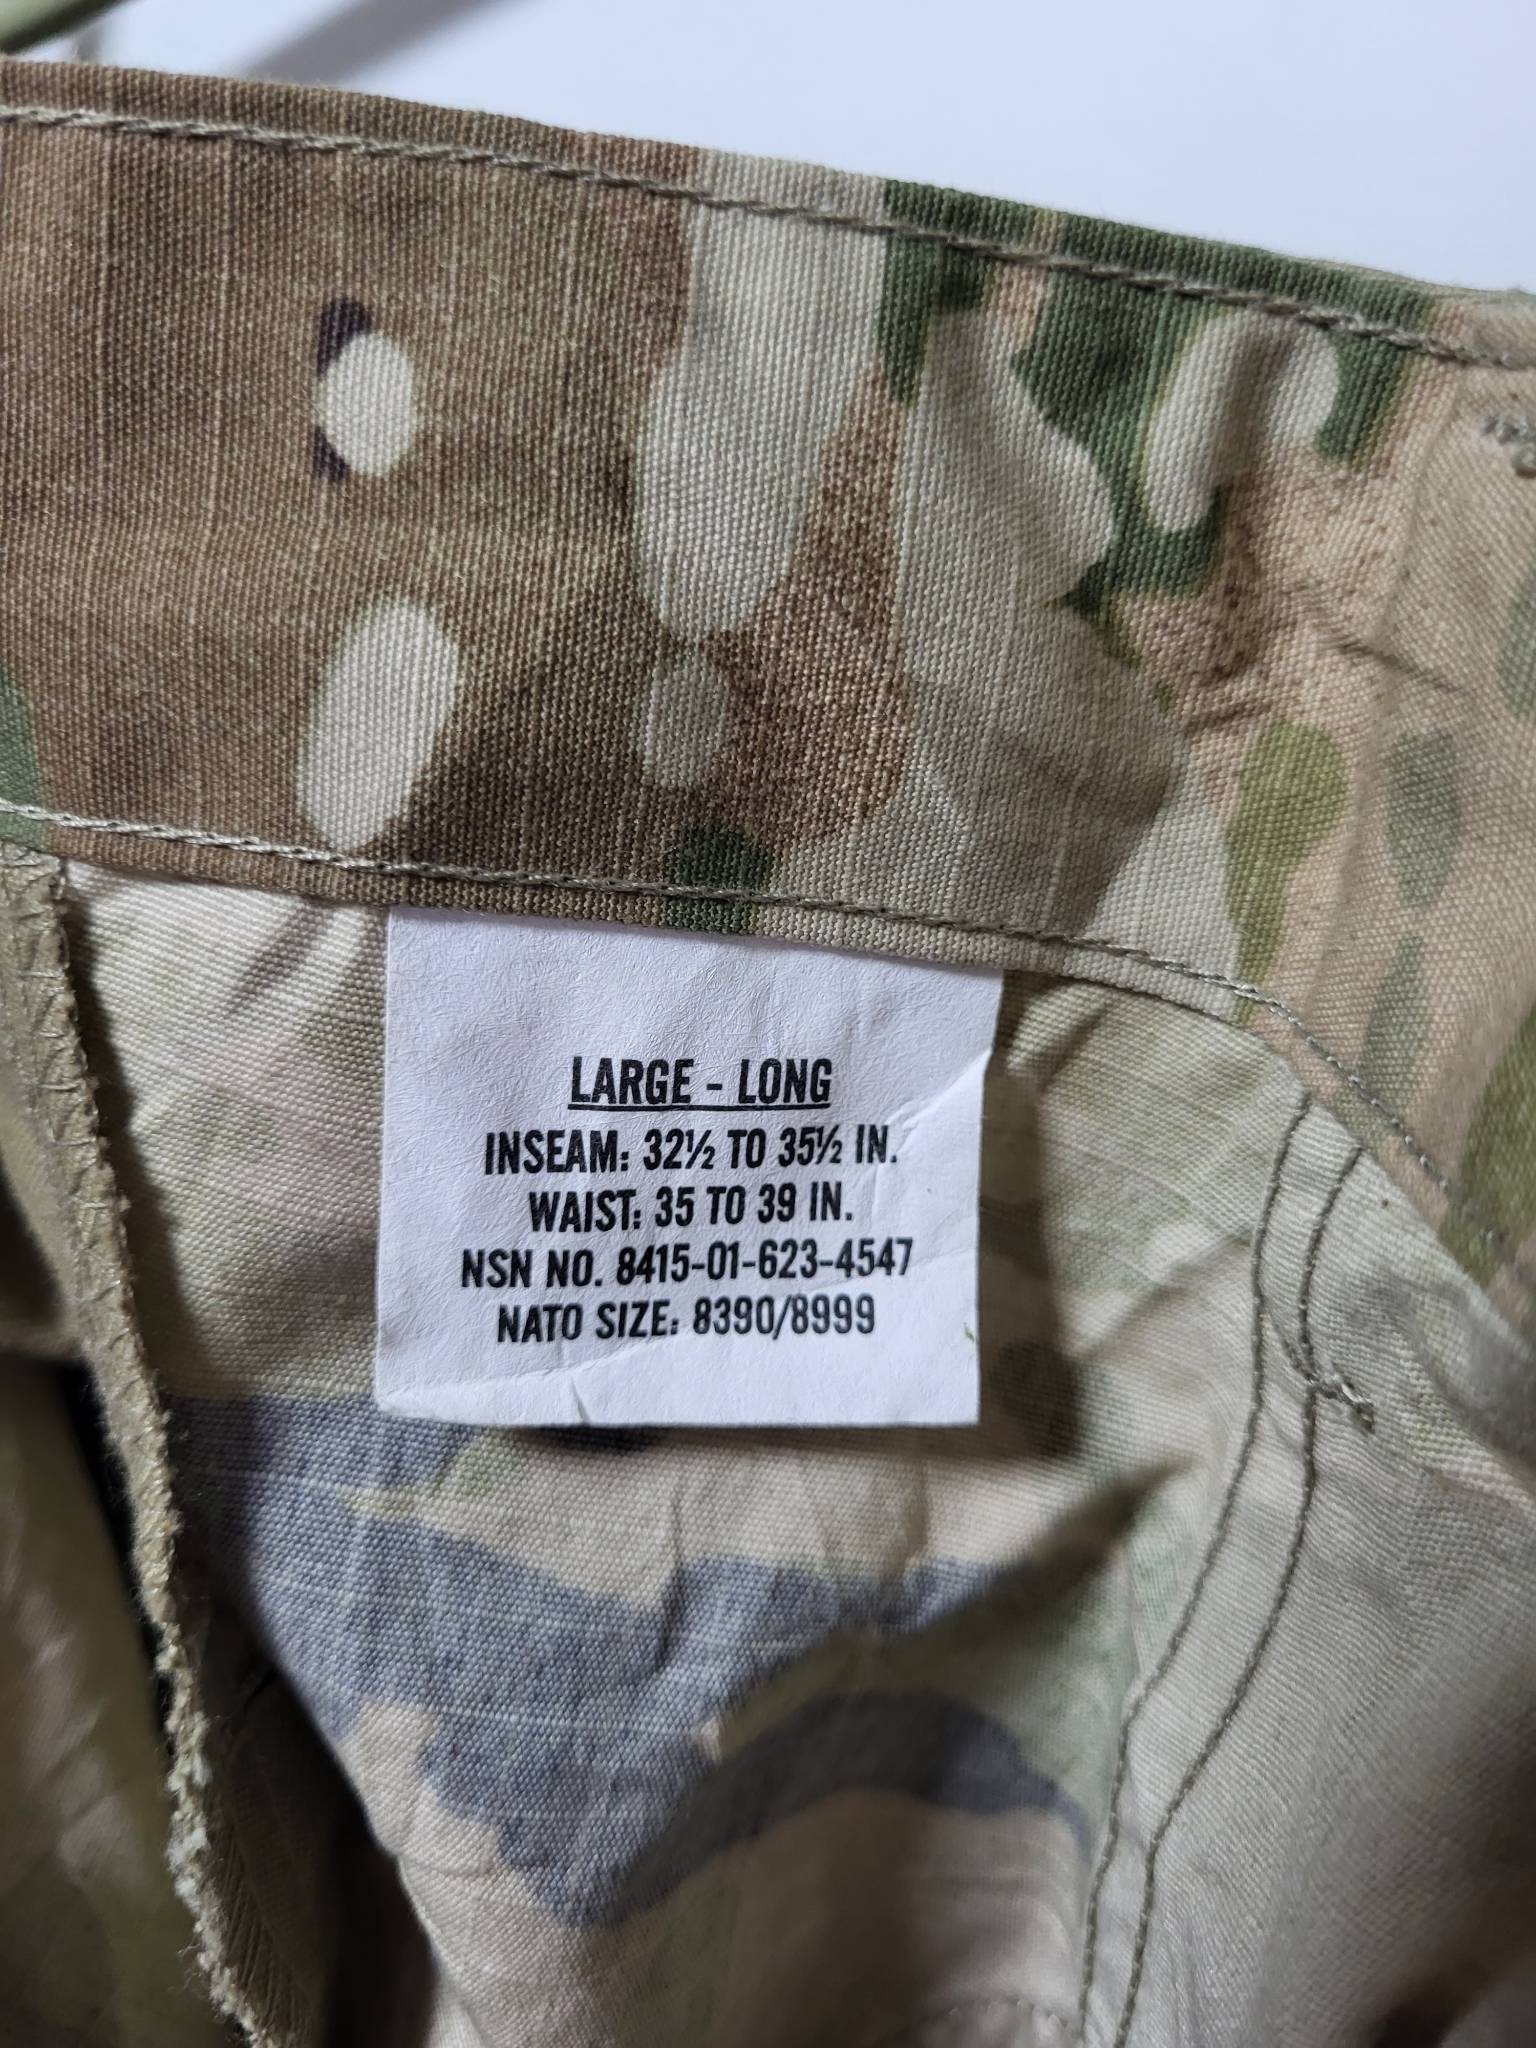 LARGE - LONG
INSEAM: 32½ TO 35½ IN.
WAIST: 35 TO 39 IN.
NSN NO. 8415-01-623-4547
NATO SIZE: 8390/8999